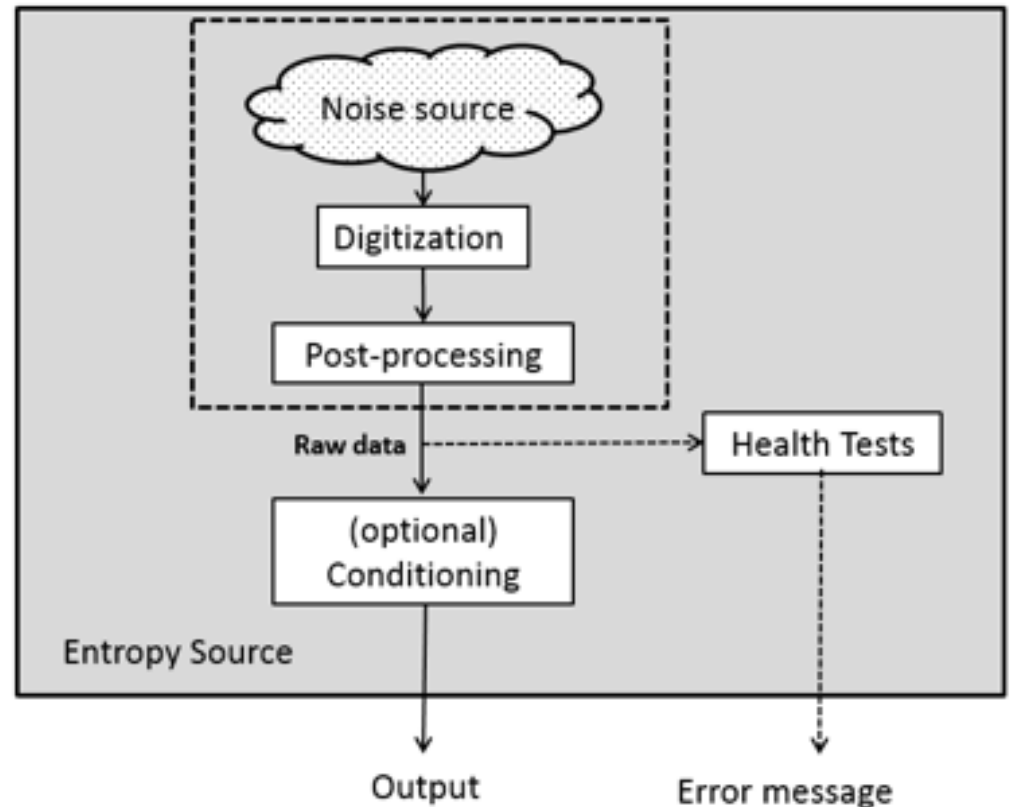 Noise source
Digitization
Post-processing
Raw data
Health Tests
(optional)
Conditioning
Entropy Source
Output
Error message